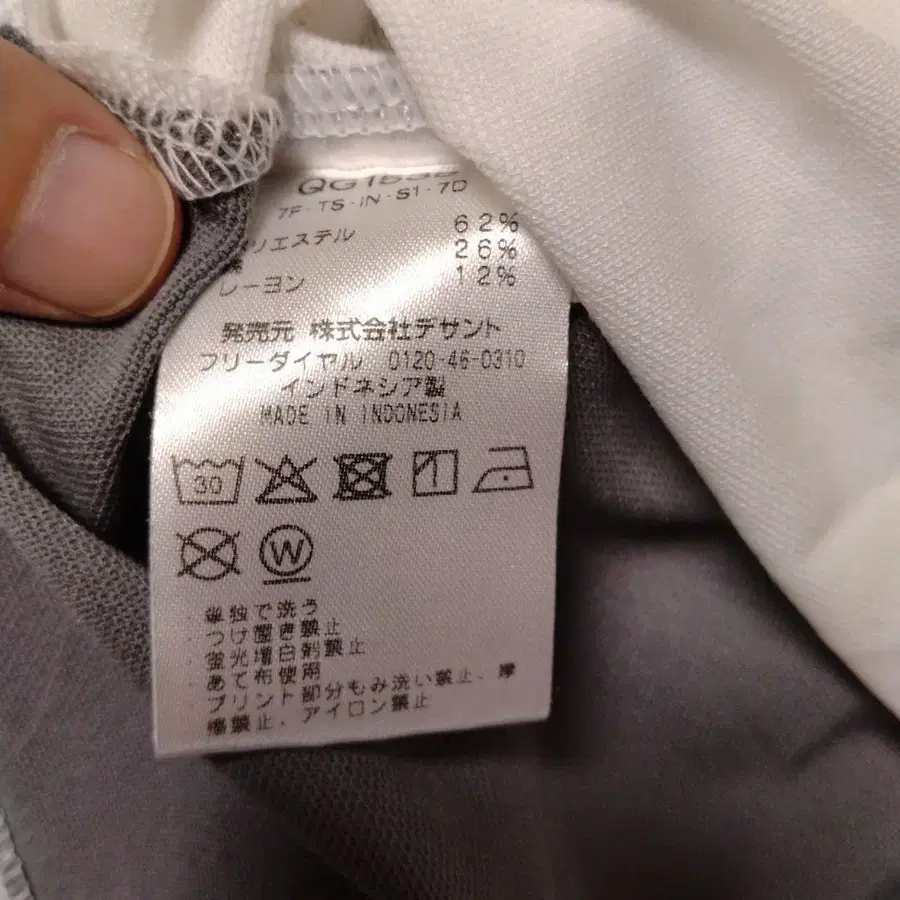 7F-TS-IN-S1-7D
ポリエステル 62%
26%
レーヨン 12%
発売元 株式会社デサント
フリーダイヤル 0120-46-0310
インドネシア製
MADE IN INDONESIA
30
W
・単独で洗う
・つけ置き禁止
・蛍光増白剤禁止
・あて布使用
プリント部分もみ洗い禁止、摩
擦禁止、アイロン禁止